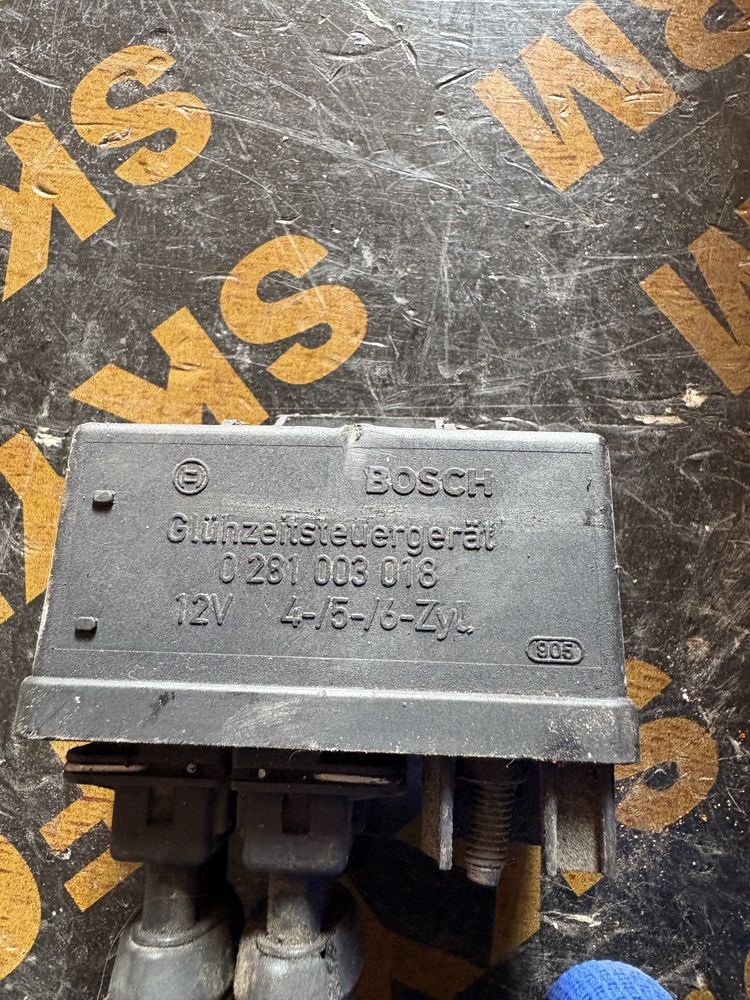 BOSCH
Glühzeitsteuergerät
0 281 003 018
12V 4-/5-/6-Zyl.
905